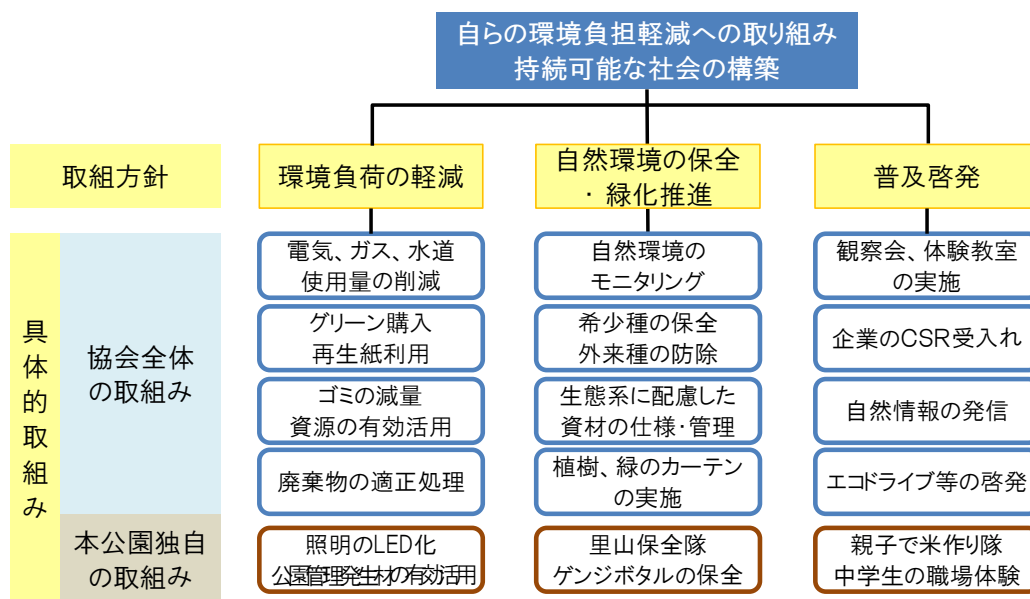 自らの環境負担軽減への取り組み
持続可能な社会の構築
取組方針
環境負荷の軽減
自然環境の保全
・緑化推進
普及啓発
具体的取組み
協会全体
の取組み
電気、ガス、水道
使用量の削減
自然環境の
モニタリング
観察会、体験教室
の実施
グリーン購入
再生紙利用
希少種の保全
外来種の防除
企業のCSR受入れ
ゴミの減量
資源の有効活用
生態系に配慮した
資材の仕様・管理
自然情報の発信
廃棄物の適正処理
植樹、緑のカーテン
の実施
エコドライブ等の啓発
本公園独自
の取組み
照明のLED化
公園管理発生材の有効活用
里山保全隊
ゲンジボタルの保全
親子で米作り隊
中学生の職場体験